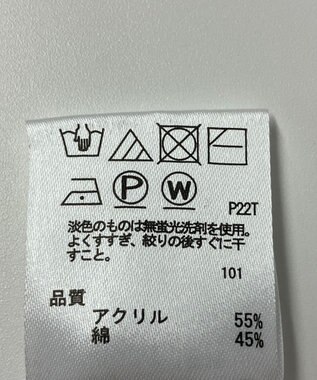 P W P22T
淡色のものは無蛍光洗剤を使用。
よくすすぎ、絞りの後すぐに干
すこと。
101
品質
アクリル 55%
綿 45%